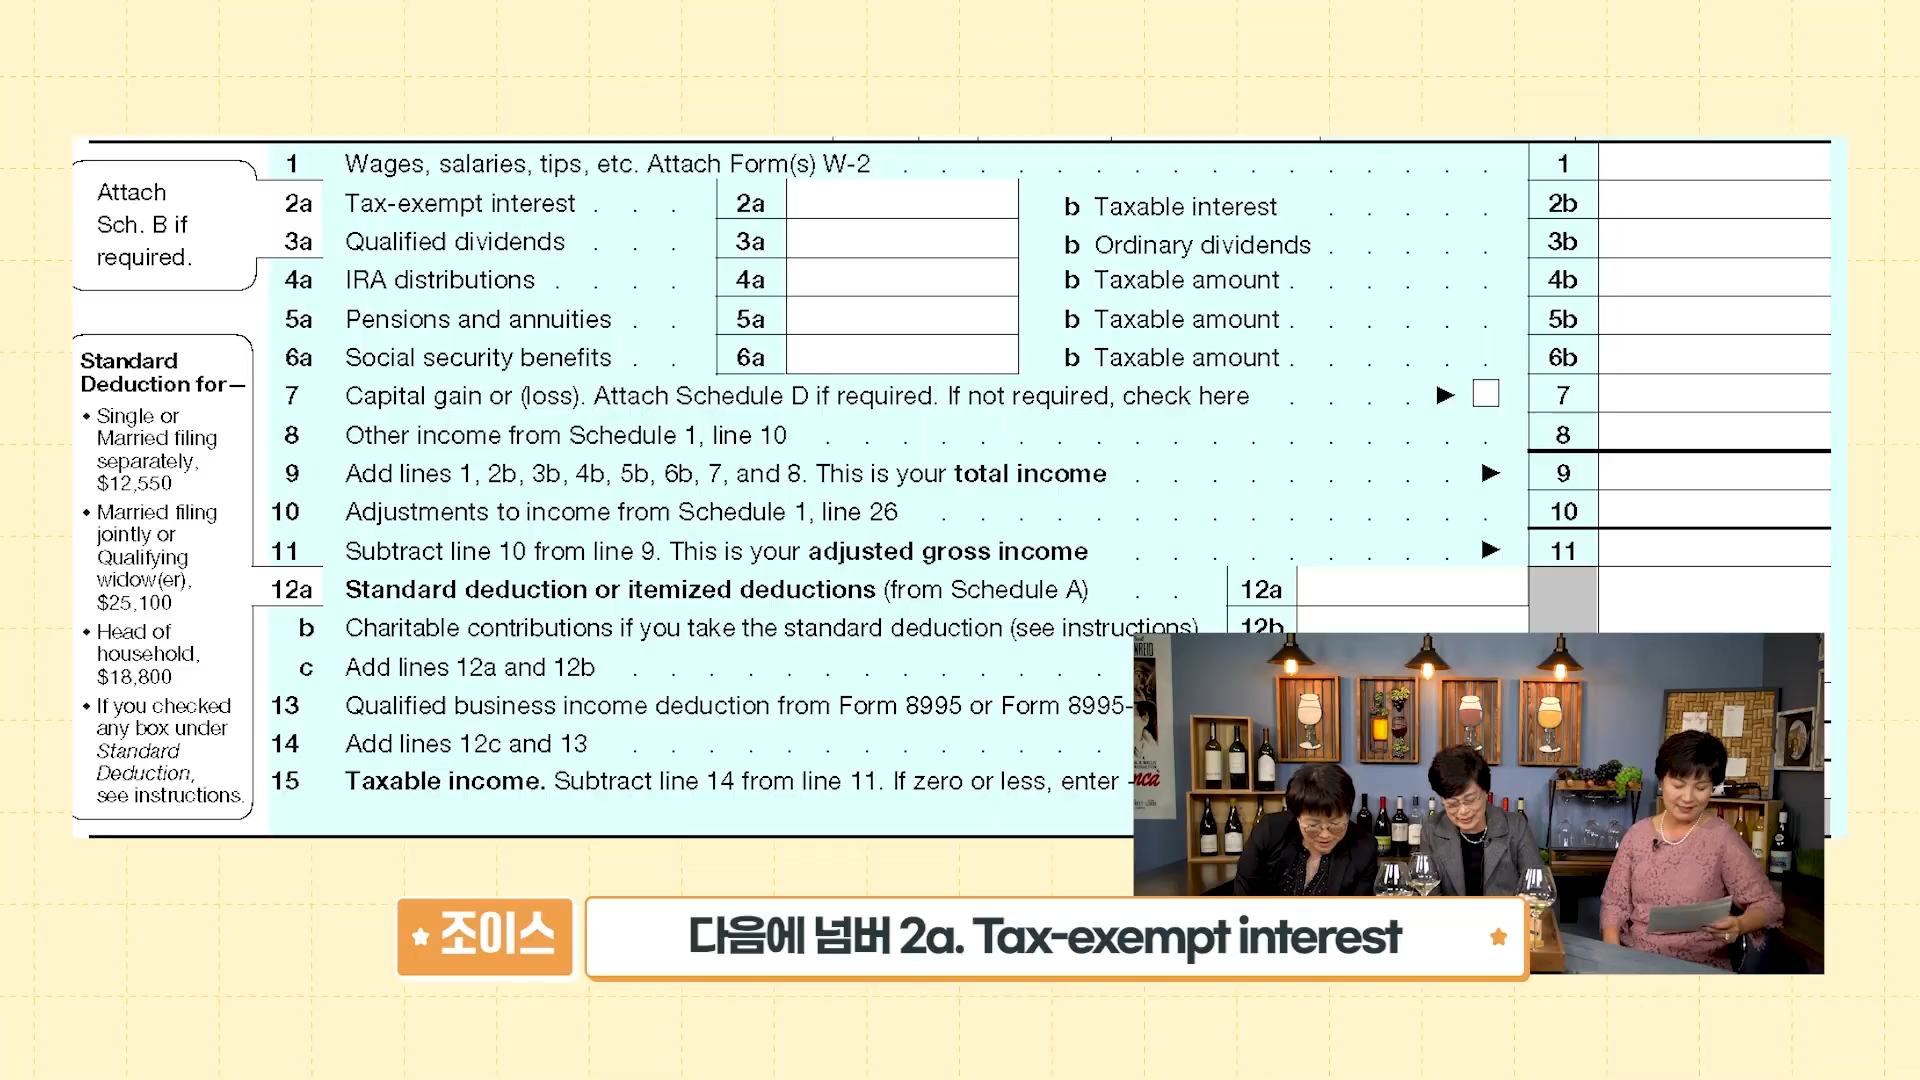 Attach
Sch. B if
required.
1 Wages, salaries, tips, etc. Attach Form(s) W-2 . . . . . . . . . . . . . . . . 1
2a Tax-exempt interest . . . 2a b Taxable interest . . . . . 2b
3a Qualified dividends . . . 3a b Ordinary dividends . . . . . 3b
4a IRA distributions . . . . 4a b Taxable amount . . . . . . 4b
5a Pensions and annuities . . 5a b Taxable amount . . . . . . 5b
6a Social security benefits . . 6a b Taxable amount . . . . . . 6b
7 Capital gain or (loss). Attach Schedule D if required. If not required, check here . . . . ▶ 7
8 Other income from Schedule 1, line 10 . . . . . . . . . . . . . . . . . . 8
9 Add lines 1, 2b, 3b, 4b, 5b, 6b, 7, and 8. This is your total income . . . . . . . . . ▶ 9
10 Adjustments to income from Schedule 1, line 26 . . . . . . . . . . . . . . . 10
11 Subtract line 10 from line 9. This is your adjusted gross income . . . . . . . . . ▶ 11
12a Standard deduction or itemized deductions (from Schedule A) . . 12a
b Charitable contributions if you take the standard deduction (see instructions) 12b
c Add lines 12a and 12b . . . . . . . . . . . . .
13 Qualified business income deduction from Form 8995 or Form 8995-
14 Add lines 12c and 13 . . . . . . . . . . . . .
15 Taxable income. Subtract line 14 from line 11. If zero or less, enter -
Standard
Deduction for—
• Single or
Married filing
separately,
$12,550
• Married filing
jointly or
Qualifying
widow(er),
$25,100
• Head of
household,
$18,800
• If you checked
any box under
Standard
Deduction,
see instructions.
조이스
다음에 넘버 2a. Tax-exempt interest